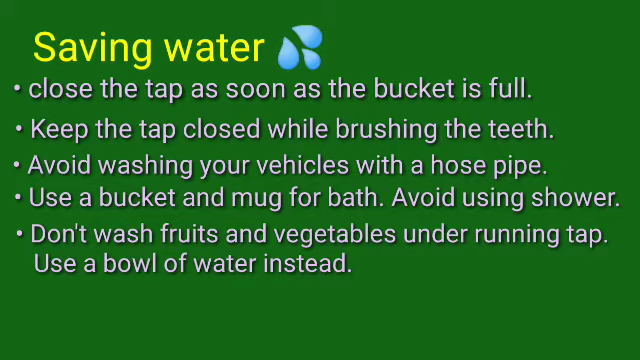 Saving water 💦
• close the tap as soon as the bucket is full.
• Keep the tap closed while brushing the teeth.
• Avoid washing your vehicles with a hose pipe.
• Use a bucket and mug for bath. Avoid using shower.
• Don't wash fruits and vegetables under running tap.
Use a bowl of water instead.